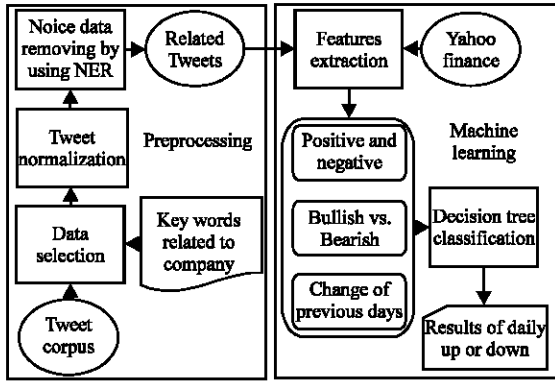 Noice data
removing by
using NER
Related
Tweets
Features
extraction
Yahoo
finance
Tweet
normalization
Preprocessing
Positive and
negative
Machine
learning
Data
selection
Key words
related to
company
Bullish vs.
Bearish
Decision tree
classification
Tweet
corpus
Change of
previous days
Results of daily
up or down